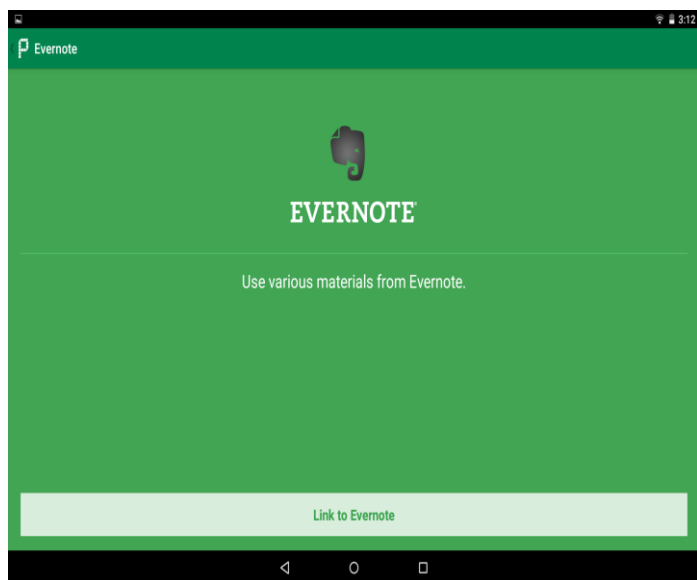 3:12
Evernote
EVERNOTE®
Use various materials from Evernote.
Link to Evernote